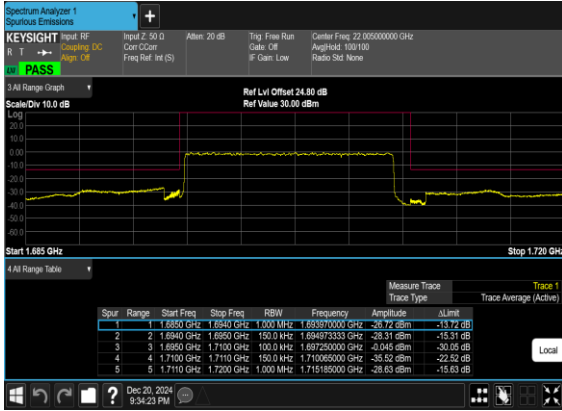 Spectrum Analyzer 1
Spurious Emissions
+
KEYSIGHT Input: RF Input Z: 50 Ω Atten: 20 dB Trig: Free Run Center Freq: 22.005000000 GHz
R T Coupling: DC Corr CCorr Gate: Off Avg|Hold: 100/100
Align: Off Freq Ref: Int (S) IF Gain: Low Radio Std: None
PASS
3 All Range Graph Ref Lvl Offset 24.80 dB
Scale/Div 10.0 dB Ref Value 30.00 dBm
Log
20.0
10.0
0.00
-10.0
-20.0
-30.0
-40.0
-50.0
-60.0
Start 1.685 GHz Stop 1.720 GHz
4 All Range Table
Measure Trace Trace 1
Trace Type Trace Average (Active)
Spur Range Start Freq Stop Freq RBW Frequency Amplitude ΔLimit
1 1 1.6850 GHz 1.6940 GHz 1.000 MHz 1.693970000 GHz -26.72 dBm -13.72 dB
2 2 1.6940 GHz 1.6950 GHz 150.0 kHz 1.694973333 GHz -28.31 dBm -15.31 dB
3 3 1.6950 GHz 1.7100 GHz 100.0 kHz 1.697250000 GHz -0.045 dBm -30.05 dB
4 4 1.7100 GHz 1.7110 GHz 150.0 kHz 1.710065000 GHz -35.52 dBm -22.52 dB
5 5 1.7110 GHz 1.7200 GHz 1.000 MHz 1.715185000 GHz -28.63 dBm -15.63 dB
Local
? Dec 20, 2024
9:34:23 PM